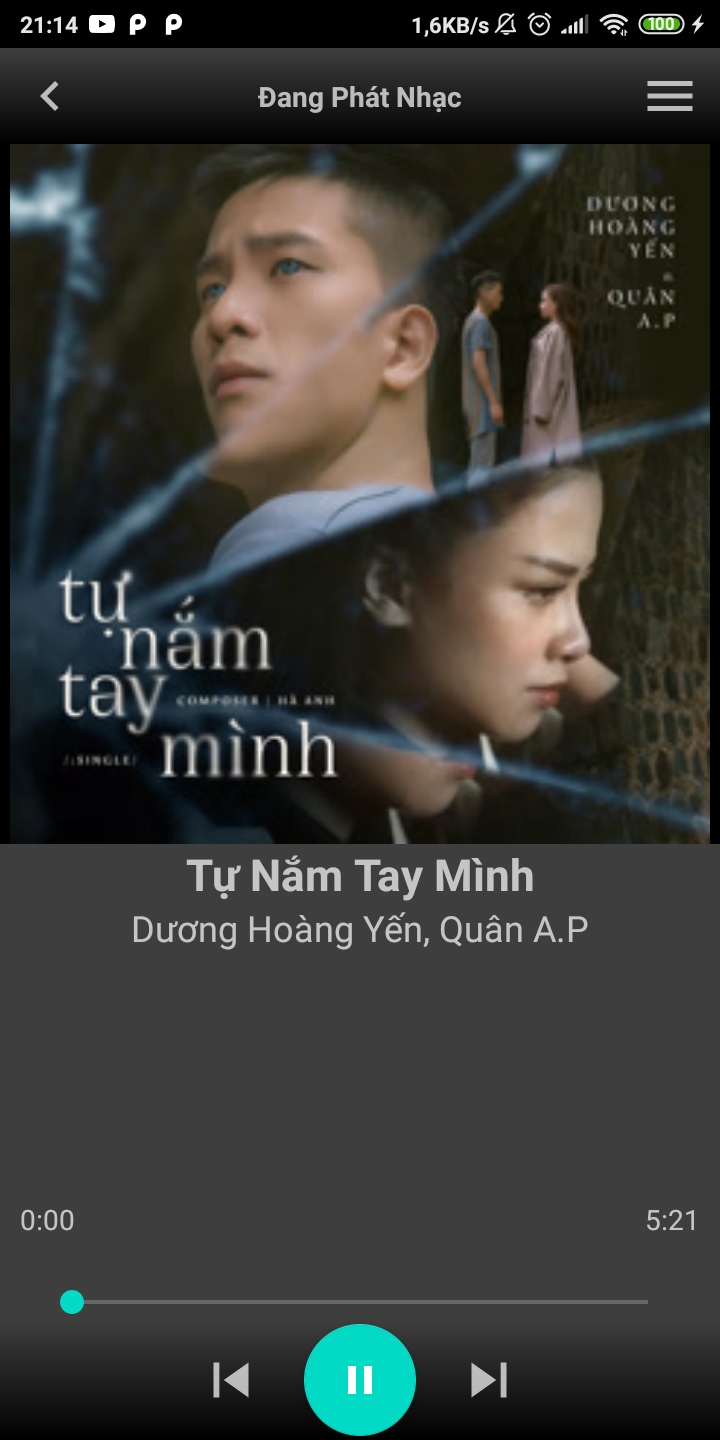 21:14
1,6KB/s
100
Đang Phát Nhạc
DƯƠNG
HOÀNG
YẾN
&
QUÂN
A.P
tự
nắm
tay
COMPOSER | HÀ ANH
/:SINGLE/
mình
Tự Nắm Tay Mình
Dương Hoàng Yến, Quân A.P
0:00
5:21